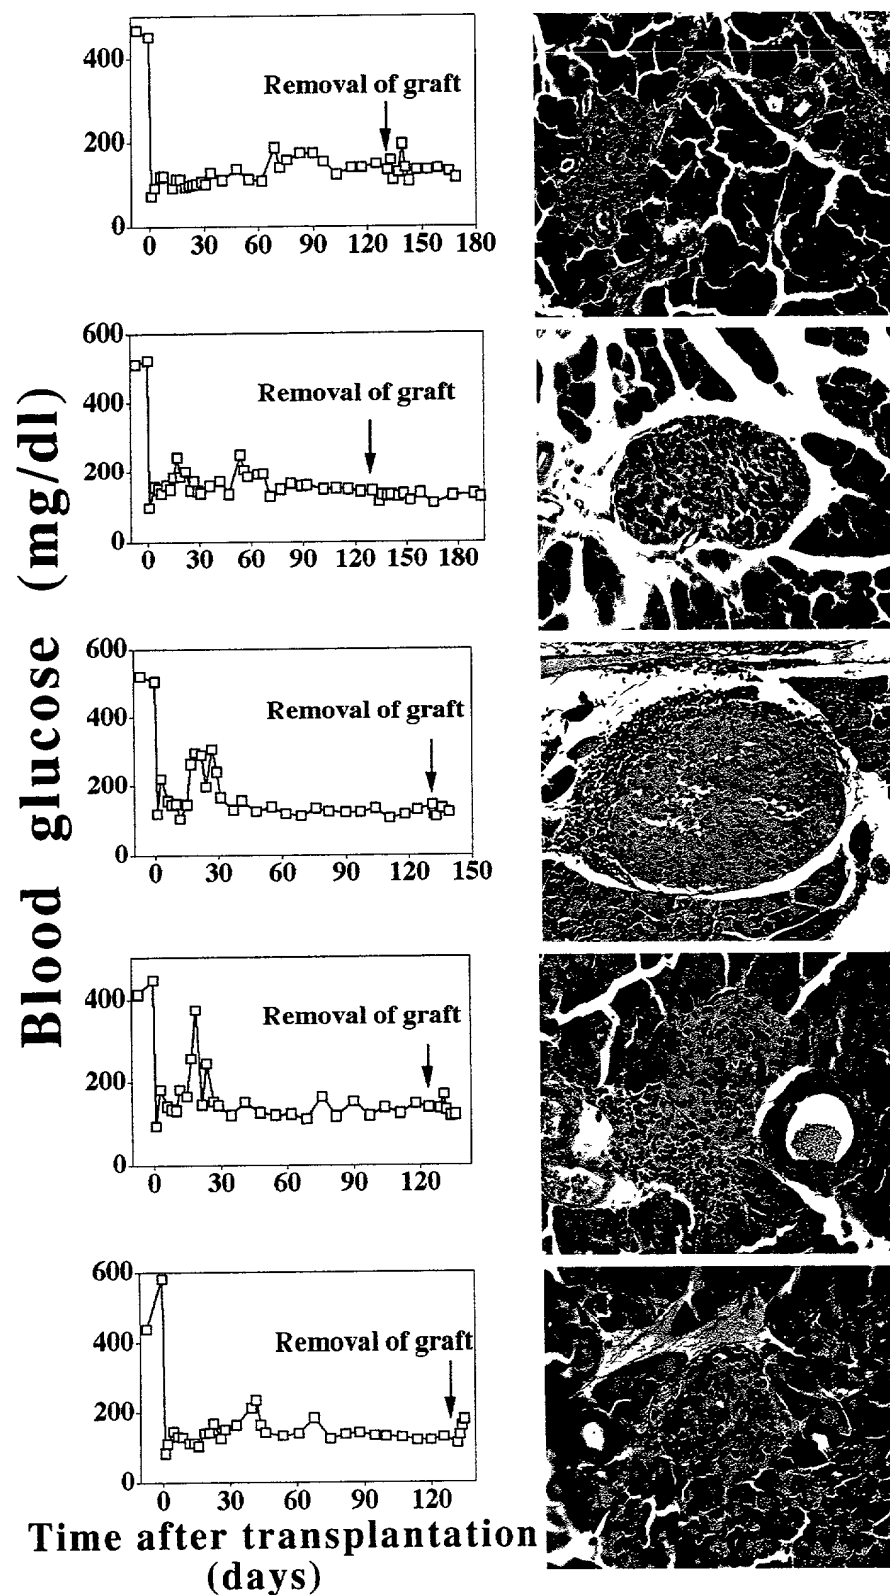 Blood glucose (mg/dl)
400
200
0
Removal of graft
0 30 60 90 120 150 180
600
400
200
0
Removal of graft
0 30 60 90 120 150 180
600
400
200
0
Removal of graft
0 30 60 90 120 150
400
200
0
Removal of graft
0 30 60 90 120
600
400
200
0
Removal of graft
0 30 60 90 120
Time after transplantation
(days)